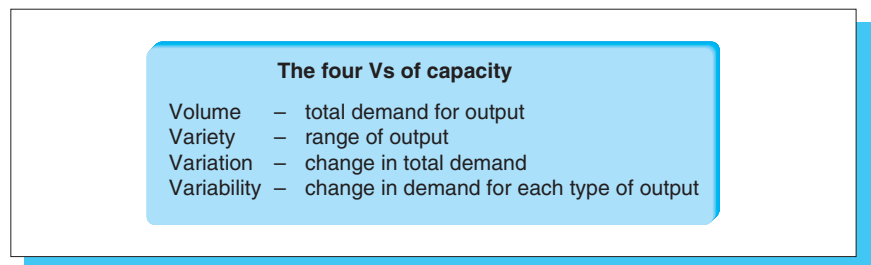 The four Vs of capacity
Volume – total demand for output
Variety – range of output
Variation – change in total demand
Variability – change in demand for each type of output